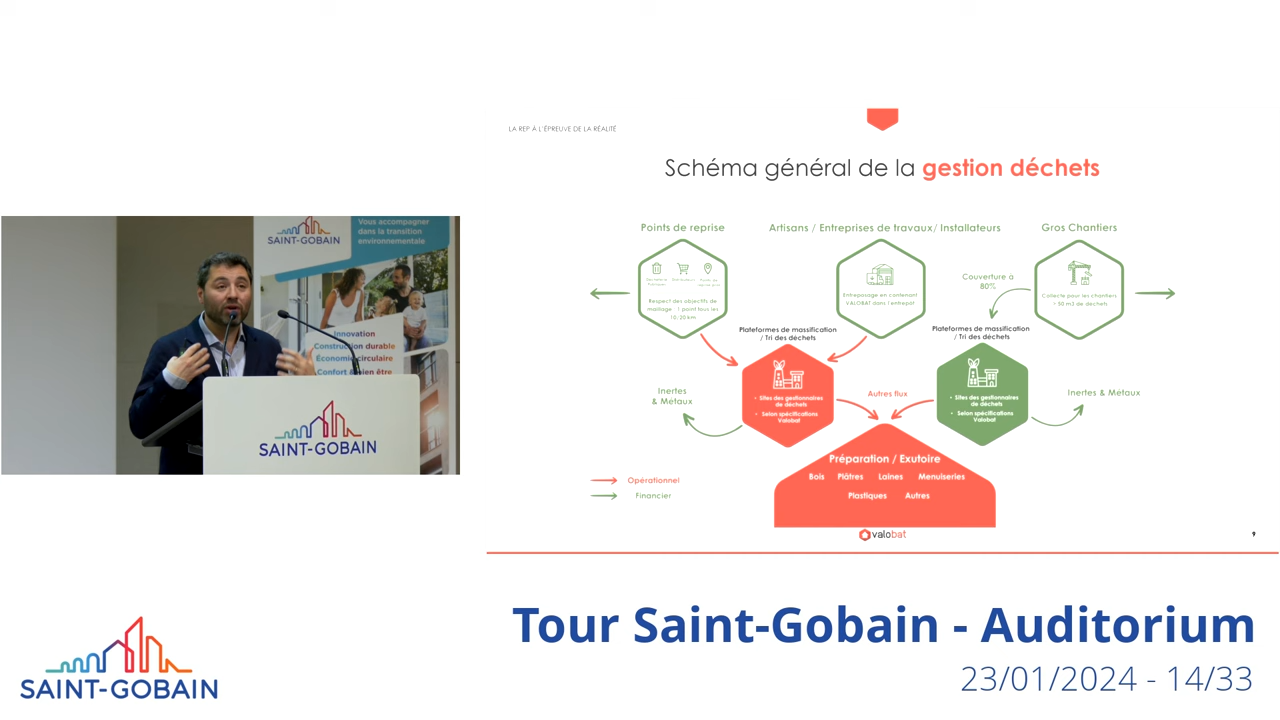 LA REP À L'ÉPREUVE DE LA RÉALITÉ
Schéma général de la gestion déchets
Points de reprise
Artisans / Entreprises de travaux/ Installateurs
Gros Chantiers
Distributeurs
Respect des objectifs de
maillage : 1 point tous les
10/20 km
Entreposage en contenant
VALOBAT dans l'entrepôt
Couverture à
80%
Collecte pour les chantiers
> 50 m3 de déchets
Plateformes de massification
/ Tri des déchets
Plateformes de massification
/ Tri des déchets
Inertes
& Métaux
• Sites des gestionnaires
de déchets
• Selon spécifications
Valobat
Autres flux
• Sites des gestionnaires
de déchets
• Selon spécifications
Valobat
Inertes & Métaux
Préparation / Exutoire
Bois Plâtres Laines Menuiseries
Plastiques Autres
Opérationnel
Financier
valobat
9
SAINT-GOBAIN
Vous accompagner
dans la transition
environnementale
Innovation
Construction durable
Économie circulaire
Confort & bien être
SAINT-GOBAIN
SAINT-GOBAIN
Tour Saint-Gobain - Auditorium
23/01/2024 - 14/33